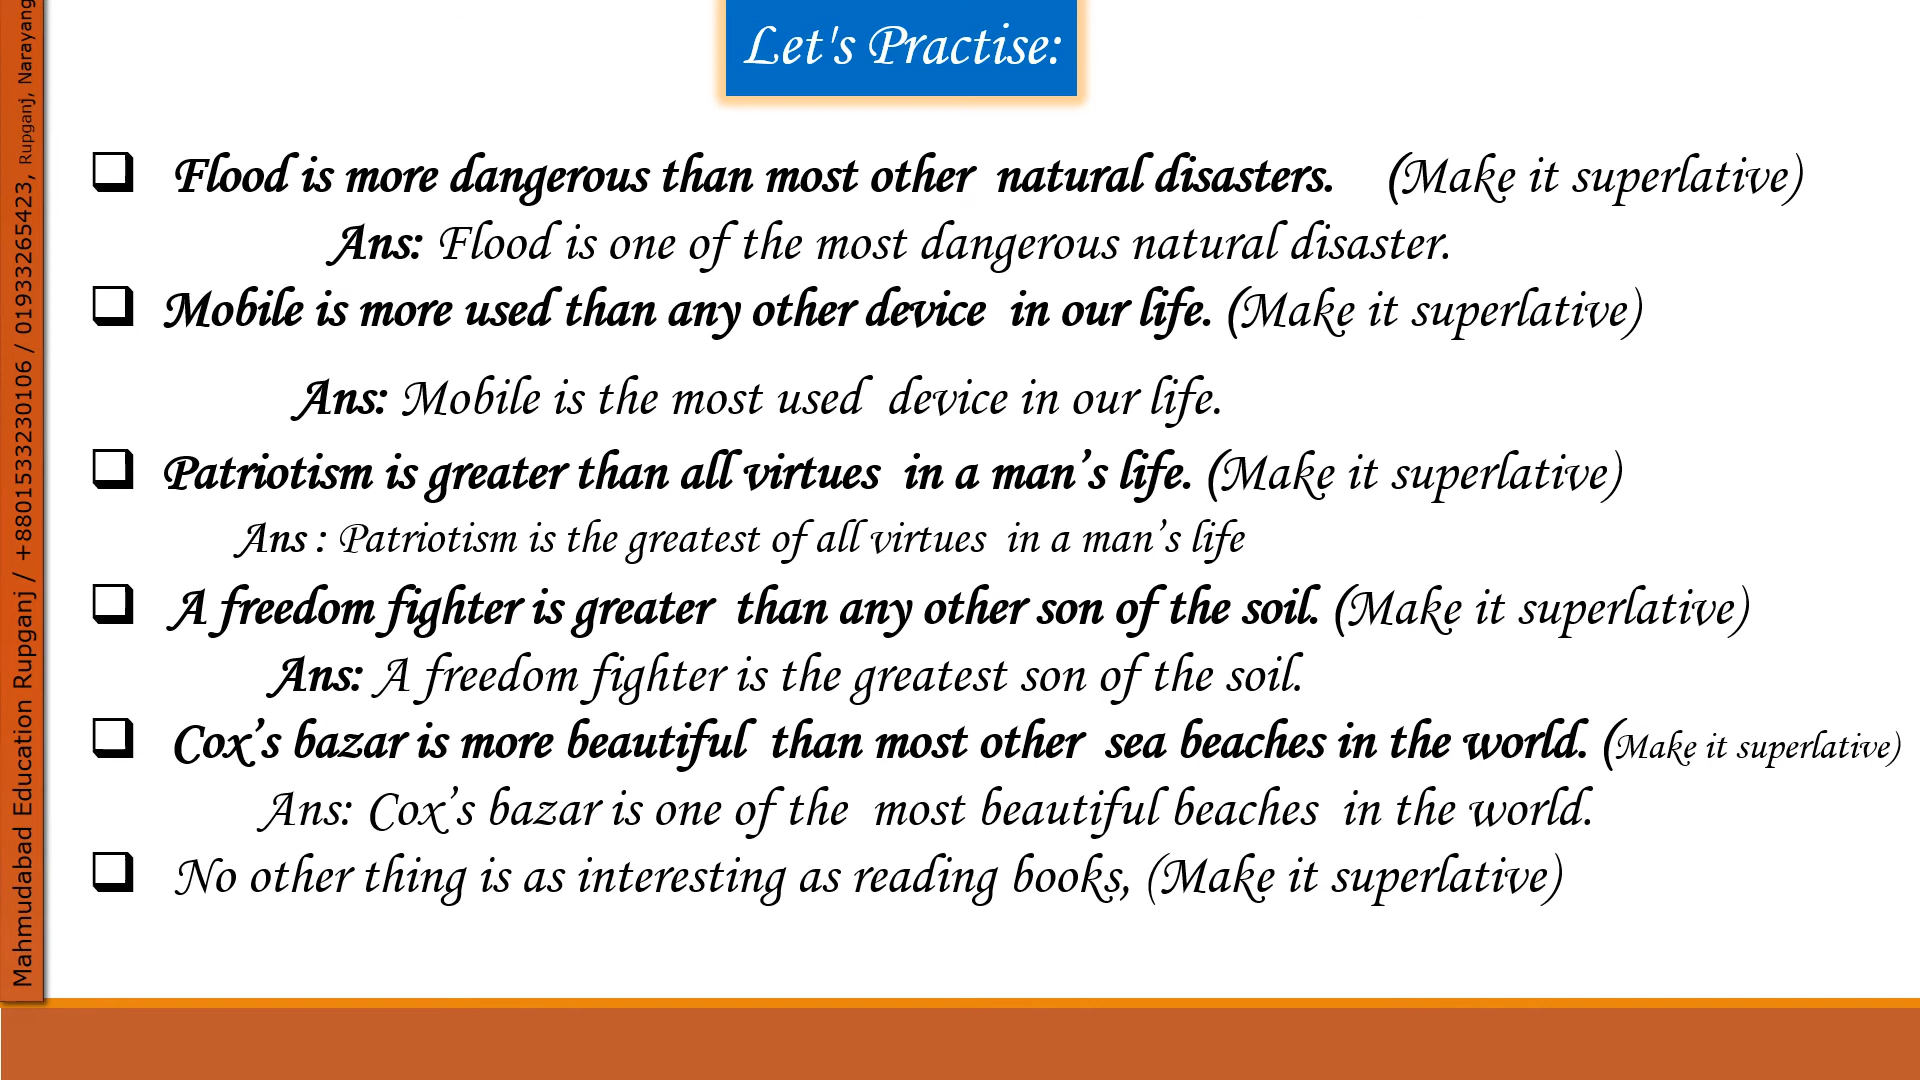 Let's Practise:
Flood is more dangerous than most other natural disasters. (Make it superlative)
Ans: Flood is one of the most dangerous natural disaster.
Mobile is more used than any other device in our life. (Make it superlative)
Ans: Mobile is the most used device in our life.
Patriotism is greater than all virtues in a man’s life. (Make it superlative)
Ans : Patriotism is the greatest of all virtues in a man’s life
A freedom fighter is greater than any other son of the soil. (Make it superlative)
Ans: A freedom fighter is the greatest son of the soil.
Cox’s bazar is more beautiful than most other sea beaches in the world. (Make it superlative)
Ans: Cox’s bazar is one of the most beautiful beaches in the world.
No other thing is as interesting as reading books, (Make it superlative)
Mahmudabad Education Rupganj / +8801533230106 / 01933265423, Rupganj, Narayang